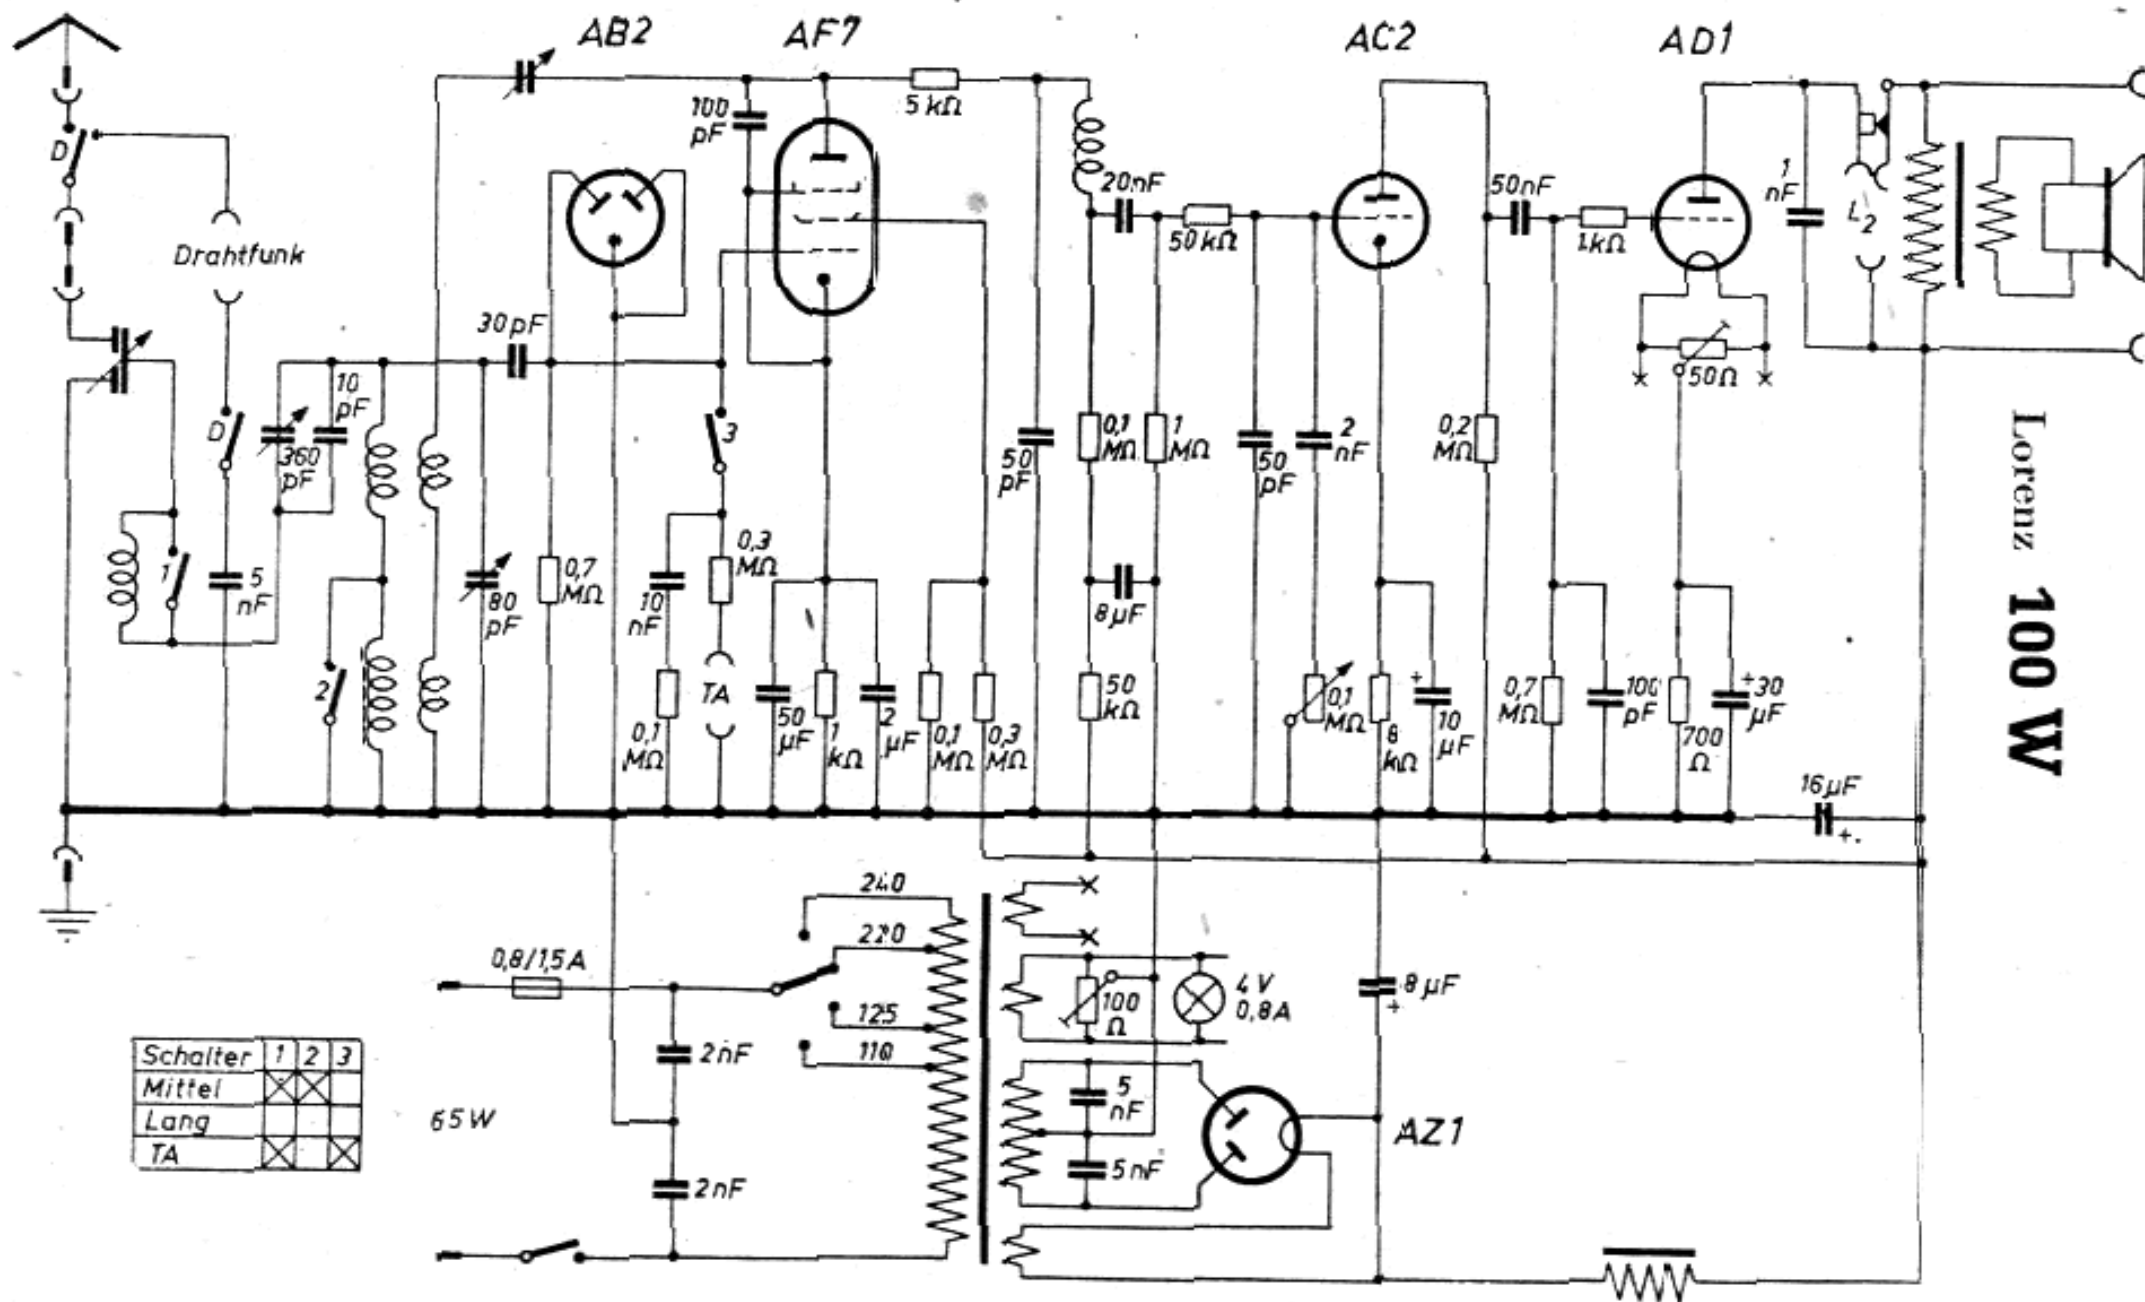 AB2
AF7
AC2
AD1
100
pF
5 kΩ
D
20nF
50nF
1
nF
50kΩ
1kΩ
L2
Drahtfunk
30pF
10
pF
50Ω
D
360
pF
3
50
pF
0,1
MΩ
1
MΩ
50
pF
2
nF
0,2
MΩ
Lorenz 100 W
1
5
nF
80
pF
0,7
MΩ
10
nF
0,3
MΩ
8µF
2
0,1
MΩ
TA
50
µF
1
kΩ
2
µF
0,1
MΩ
0,3
MΩ
50
kΩ
0,1
MΩ
8
kΩ
+
10
µF
0,7
MΩ
100
pF
700
Ω
+
30
µF
16µF
+
240
220
125
110
0,8/1,5A
100
Ω
4V
0,8A
8µF
+
2nF
2nF
65W
5
nF
5nF
AZ1
Schalter 1 2 3
Mittel
Lang
TA